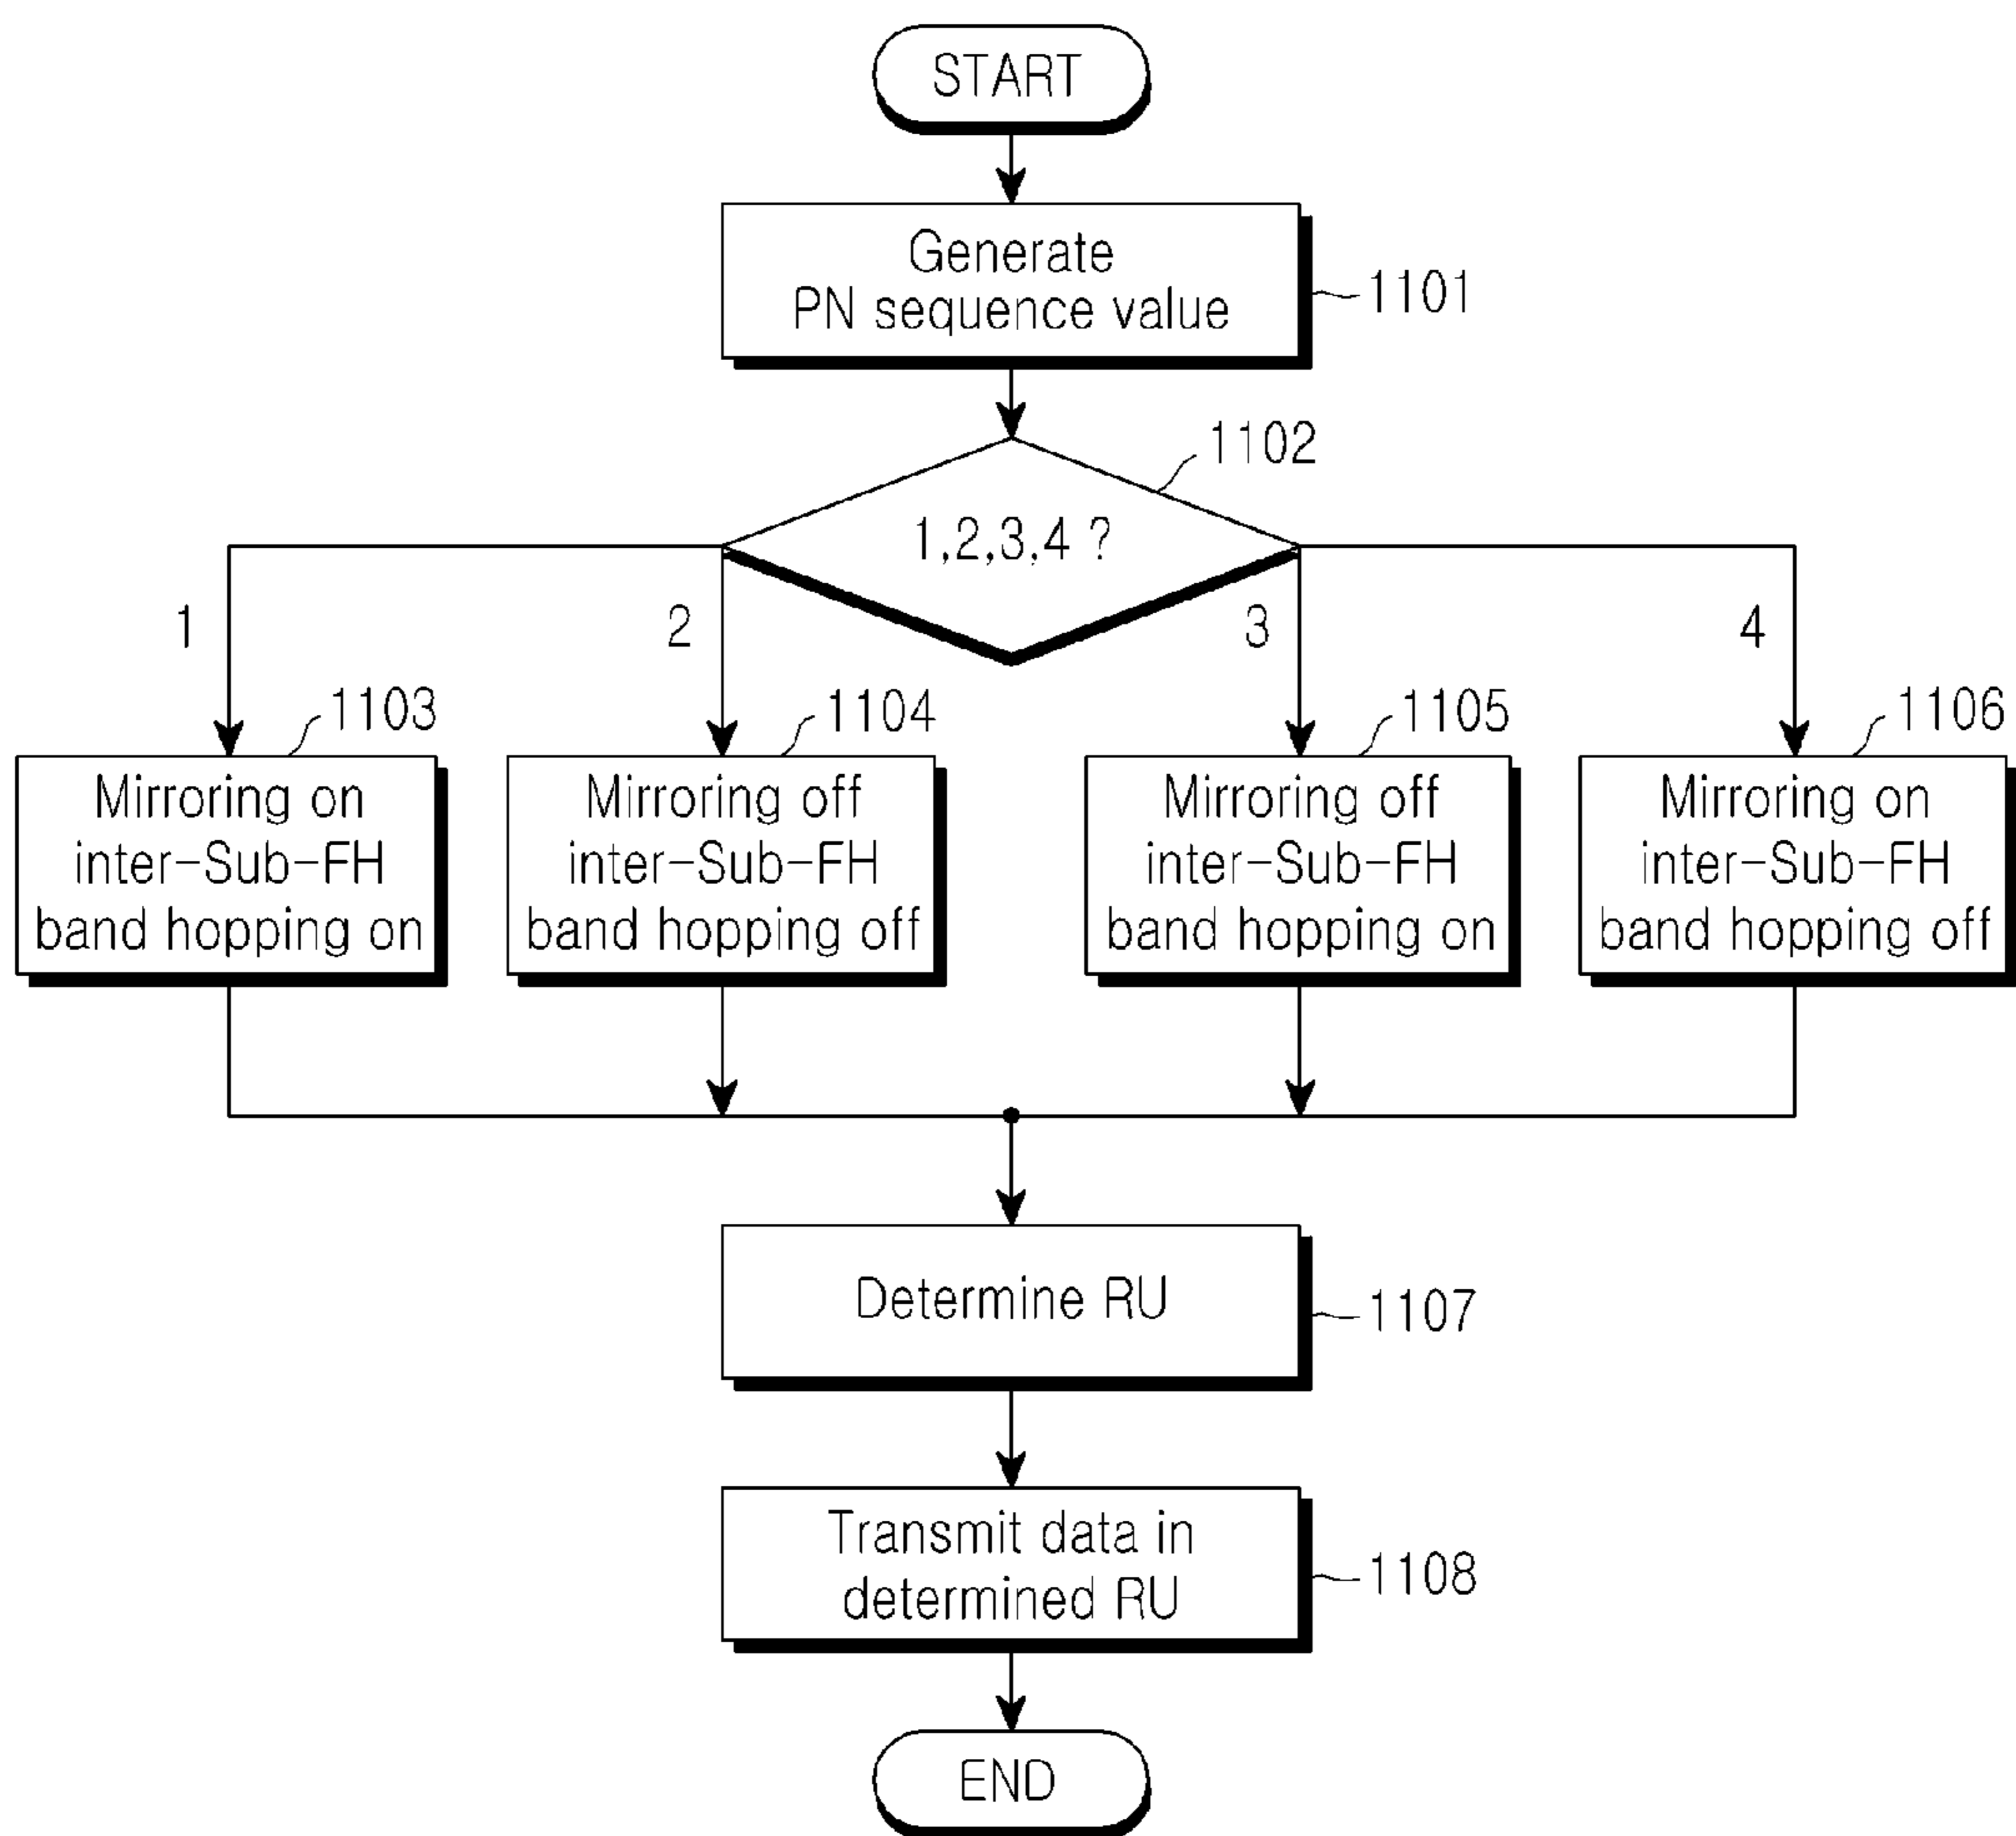 START
Generate
PN sequence value
1101
1102
1,2,3,4 ?
1
2
3
4
1103
Mirroring on
inter-Sub-FH
band hopping on
1104
Mirroring off
inter-Sub-FH
band hopping off
1105
Mirroring off
inter-Sub-FH
band hopping on
1106
Mirroring on
inter-Sub-FH
band hopping off
Determine RU
1107
Transmit data in
determined RU
1108
END